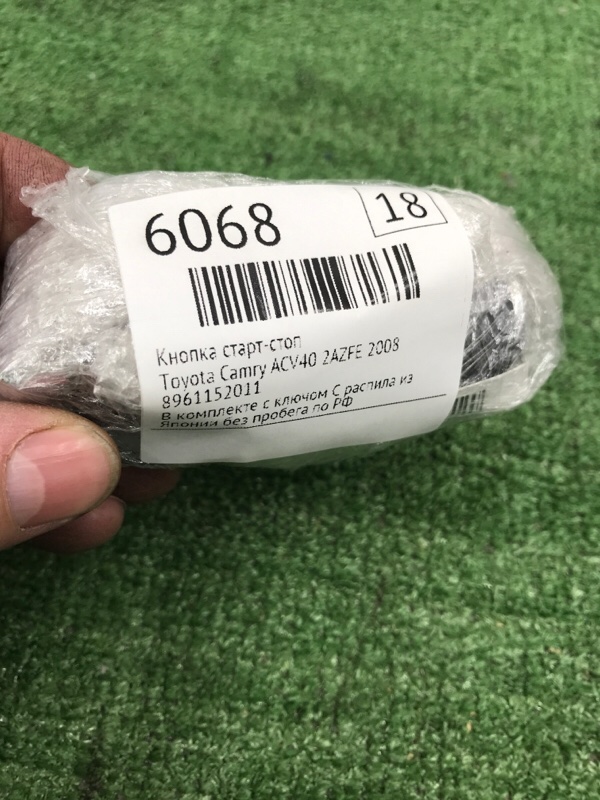 6068
18
Кнопка старт-стоп
Toyota Camry ACV40 2AZFE 2008
8961152011
В комплекте с ключом С распила из
Японии без пробега по РФ